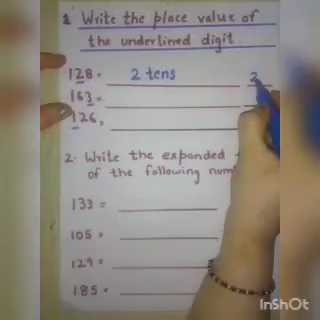 1 Write the place value of
the underlined digit
128 = 2 tens 2
163 =
126 =
2. Write the expanded
of the following num
133 =
105 =
129 =
185 =
InShot